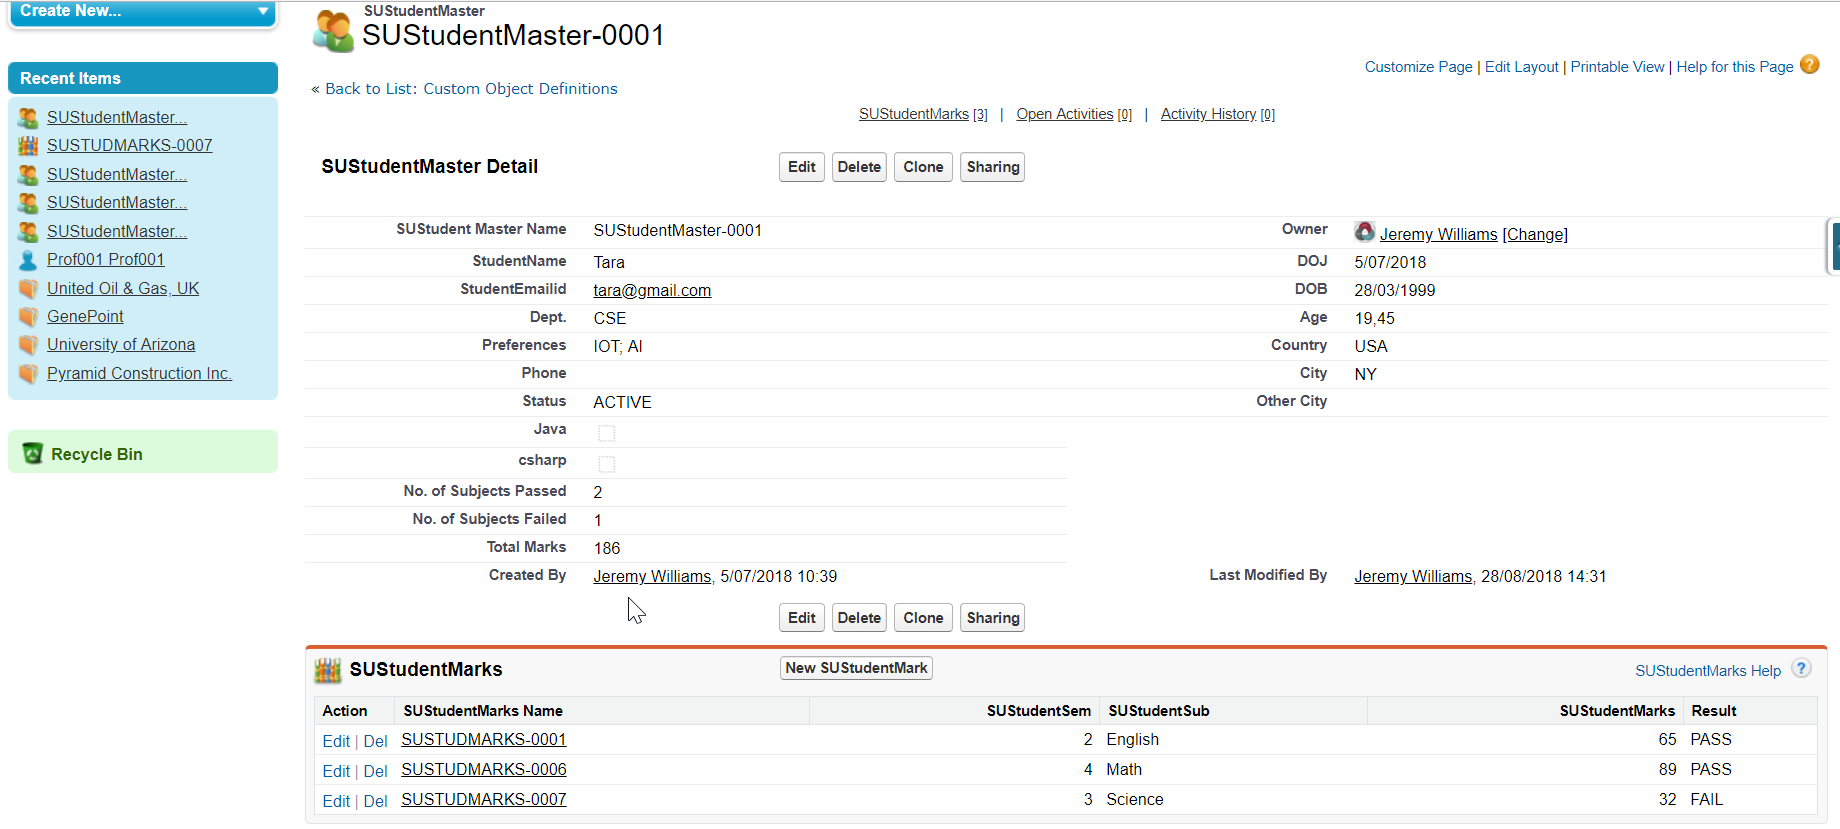 Create New...
Recent Items
SUStudentMaster...
SUSTUDMARKS-0007
SUStudentMaster...
SUStudentMaster...
SUStudentMaster...
Prof001 Prof001
United Oil & Gas, UK
GenePoint
University of Arizona
Pyramid Construction Inc.
Recycle Bin
SUStudentMaster
SUStudentMaster-0001
Customize Page | Edit Layout | Printable View | Help for this Page ?
« Back to List: Custom Object Definitions
SUStudentMarks [3] | Open Activities [0] | Activity History [0]
SUStudentMaster Detail Edit Delete Clone Sharing
SUStudent Master Name SUStudentMaster-0001 Owner Jeremy Williams [Change]
StudentName Tara DOJ 5/07/2018
StudentEmailid tara@gmail.com DOB 28/03/1999
Dept. CSE Age 19,45
Preferences IOT; AI Country USA
Phone City NY
Status ACTIVE Other City
Java
csharp
No. of Subjects Passed 2
No. of Subjects Failed 1
Total Marks 186
Created By Jeremy Williams, 5/07/2018 10:39 Last Modified By Jeremy Williams, 28/08/2018 14:31
Edit Delete Clone Sharing
SUStudentMarks New SUStudentMark SUStudentMarks Help ?
Action SUStudentMarks Name SUStudentSem SUStudentSub SUStudentMarks Result
Edit | Del SUSTUDMARKS-0001 2 English 65 PASS
Edit | Del SUSTUDMARKS-0006 4 Math 89 PASS
Edit | Del SUSTUDMARKS-0007 3 Science 32 FAIL